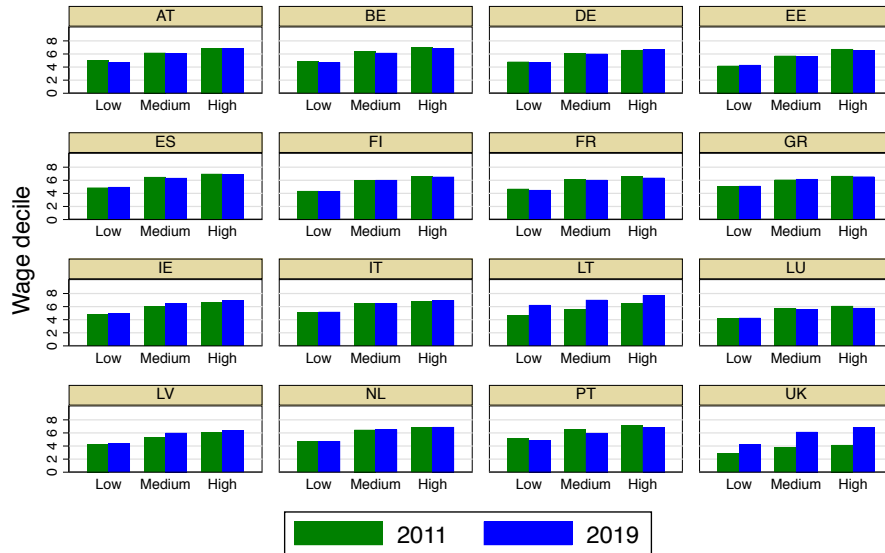 AT BE DE EE
0 2 4 6 8
Low Medium High Low Medium High Low Medium High Low Medium High
ES FI FR GR
0 2 4 6 8
Low Medium High Low Medium High Low Medium High Low Medium High
Wage decile
IE IT LT LU
0 2 4 6 8
Low Medium High Low Medium High Low Medium High Low Medium High
LV NL PT UK
0 2 4 6 8
Low Medium High Low Medium High Low Medium High Low Medium High
2011 2019